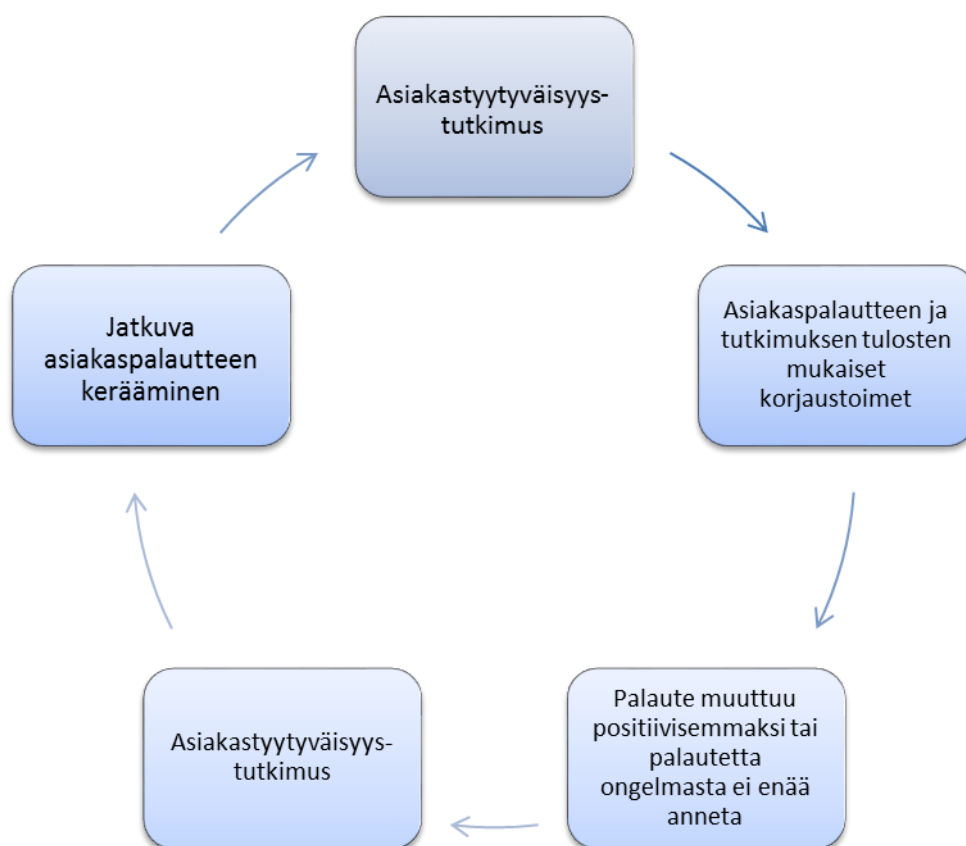 Asiakastyytyväisyys-
tutkimus
Asiakaspalautteen ja
tutkimuksen tulosten
mukaiset
korjaustoimet
Palaute muuttuu
positiivisemmaksi tai
palautetta
ongelmasta ei enää
anneta
Asiakastyytyväisyys-
tutkimus
Jatkuva
asiakaspalautteen
kerääminen